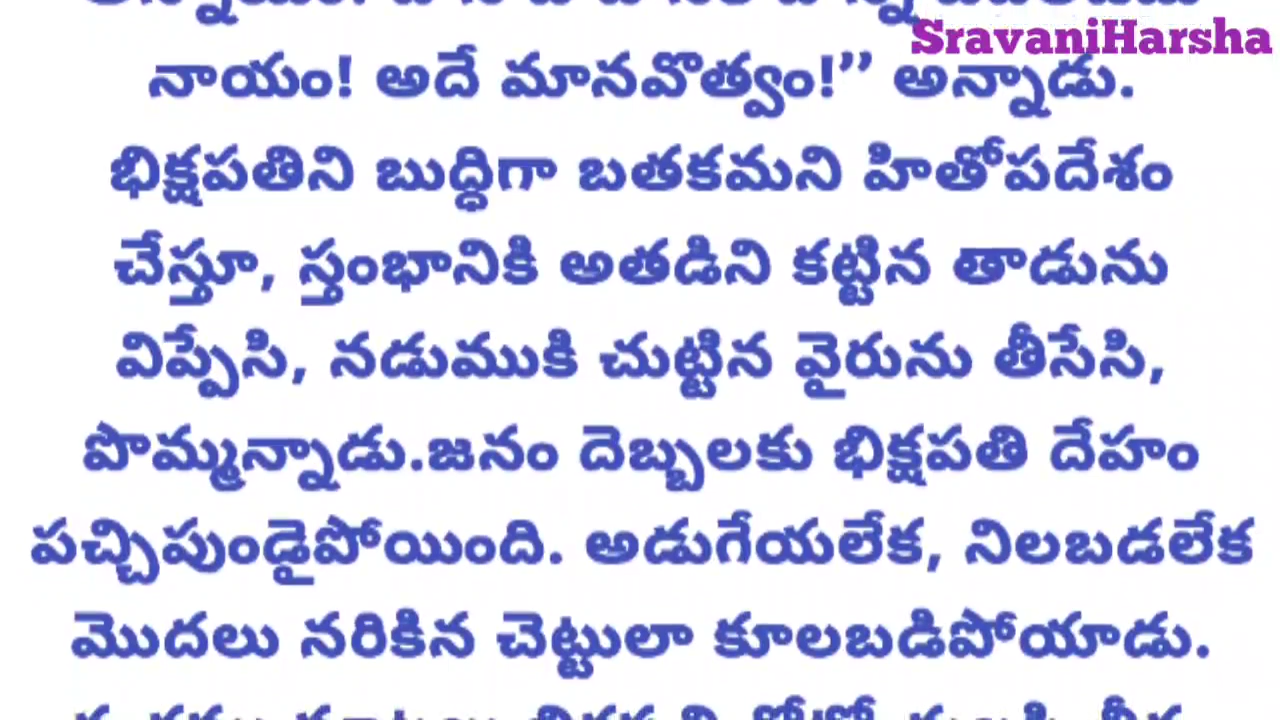 SravaniHarsha
నాయం! అదే మానవొత్వం!’’ అన్నాడు.
భిక్షపతిని బుద్ధిగా బతకమని హితోపదేశం
చేస్తూ, స్తంభానికి అతడిని కట్టిన తాడును
విప్పేసి, నడుముకి చుట్టిన వైరును తీసేసి,
పొమ్మన్నాడు.జనం దెబ్బలకు భిక్షపతి దేహం
పచ్చిపుండైపోయింది. అడుగేయలేక, నిలబడలేక
మొదలు నరికిన చెట్టులా కూలబడిపోయాడు.